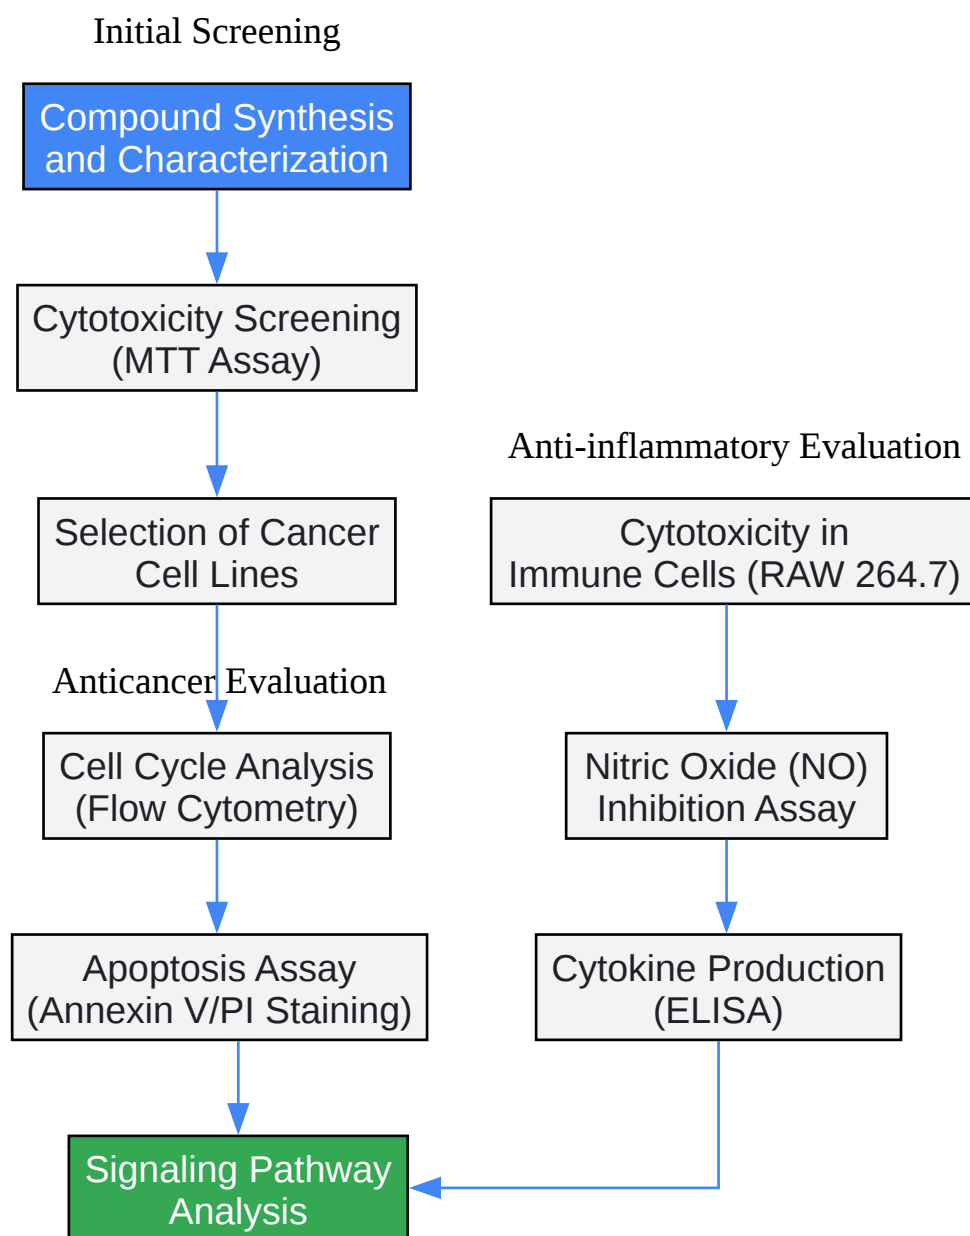 Initial Screening
Compound Synthesis
and Characterization
Cytotoxicity Screening
(MTT Assay)
Selection of Cancer
Cell Lines
Anticancer Evaluation
Cell Cycle Analysis
(Flow Cytometry)
Apoptosis Assay
(Annexin V/PI Staining)
Anti-inflammatory Evaluation
Cytotoxicity in
Immune Cells (RAW 264.7)
Nitric Oxide (NO)
Inhibition Assay
Cytokine Production
(ELISA)
Signaling Pathway
Analysis